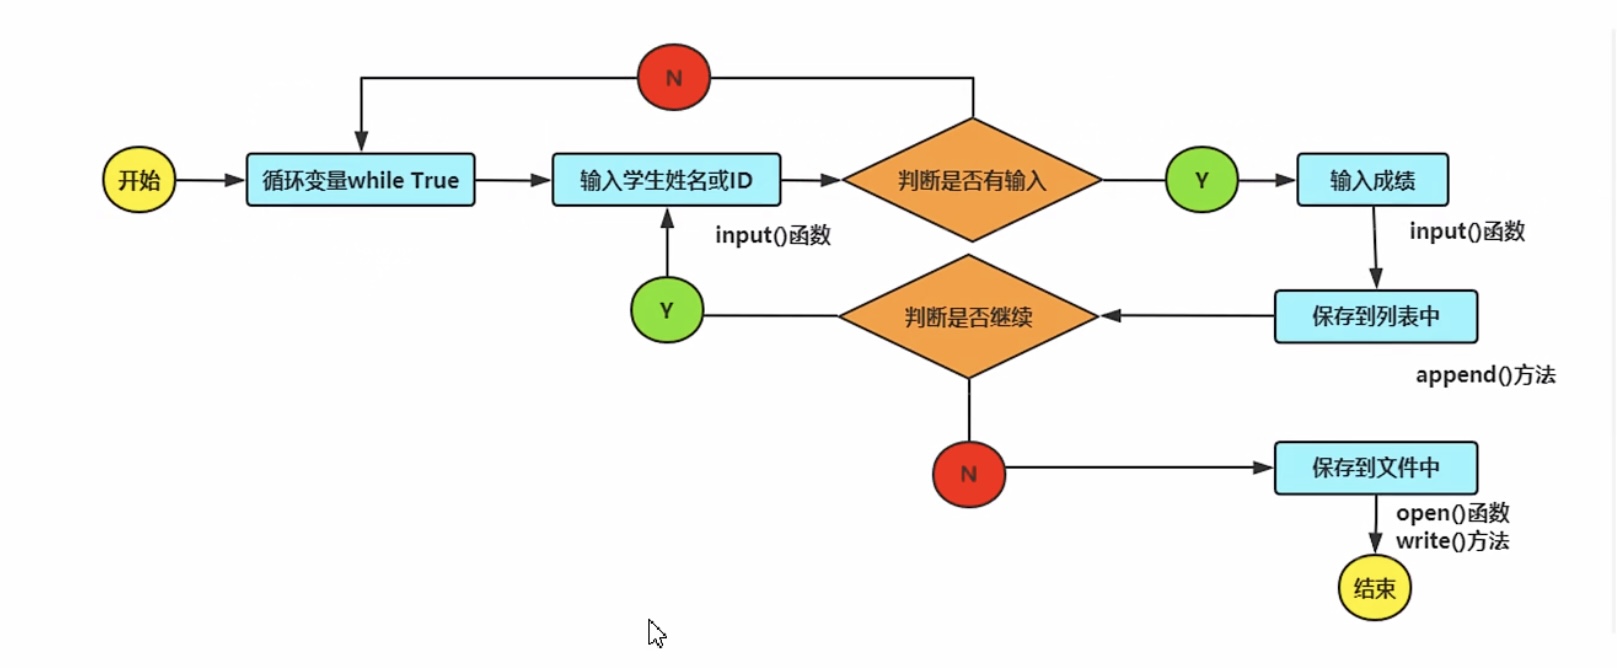 N
开始
循环变量while True
输入学生姓名或ID
判断是否有输入
Y
输入成绩
input()函数
input()函数
Y
判断是否继续
保存到列表中
append()方法
N
保存到文件中
open()函数
write()方法
结束